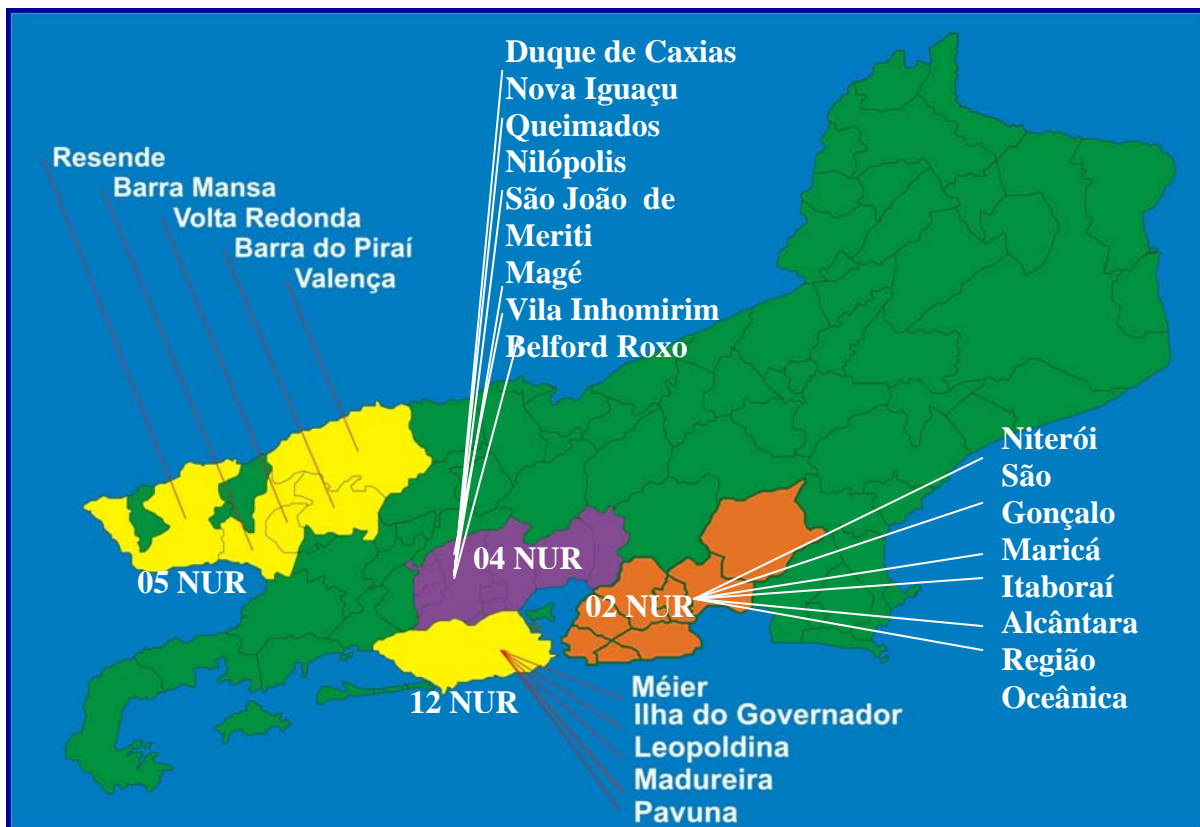 Duque de Caxias
Nova Iguaçu
Queimados
Nilópolis
São João de
Meriti
Magé
Vila Inhomirim
Belford Roxo
Resende
Barra Mansa
Volta Redonda
Barra do Piraí
Valença
Niterói
São
Gonçalo
Maricá
Itaboraí
Alcântara
Região
Oceânica
04 NUR
05 NUR
02 NUR
12 NUR
Méier
Ilha do Governador
Leopoldina
Madureira
Pavuna